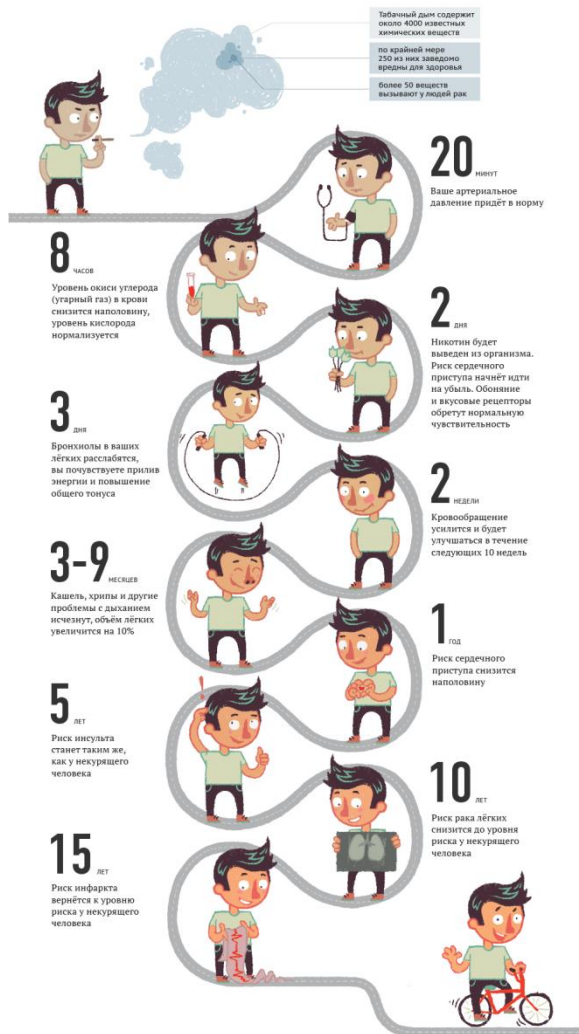 Табачный дым содержит
около 4000 известных
химических веществ
по крайней мере
250 из них заведомо
вредны для здоровья
более 50 веществ
вызывают у людей рак
20 МИНУТ
Ваше артериальное
давление придёт в норму
8 ЧАСОВ
Уровень окиси углерода
(угарный газ) в крови
снизится наполовину,
уровень кислорода
нормализуется
2 ДНЯ
Никотин будет
выведен из организма.
Риск сердечного
приступа начнёт идти
на убыль. Обоняние
и вкусовые рецепторы
обретут нормальную
чувствительность
3 ДНЯ
Бронхиолы в ваших
лёгких расслабятся,
вы почувствуете прилив
энергии и повышение
общего тонуса
2 НЕДЕЛИ
Кровообращение
усилится и будет
улучшаться в течение
следующих 10 недель
3-9 МЕСЯЦЕВ
Кашель, хрипы и другие
проблемы с дыханием
исчезнут, объём лёгких
увеличится на 10%
1 ГОД
Риск сердечного
приступа снизится
наполовину
5 ЛЕТ
Риск инсульта
станет таким же,
как у некурящего
человека
10 ЛЕТ
Риск рака лёгких
снизится до уровня
риска у некурящего
человека
15 ЛЕТ
Риск инфаркта
вернётся к уровню
риска у некурящего
человека